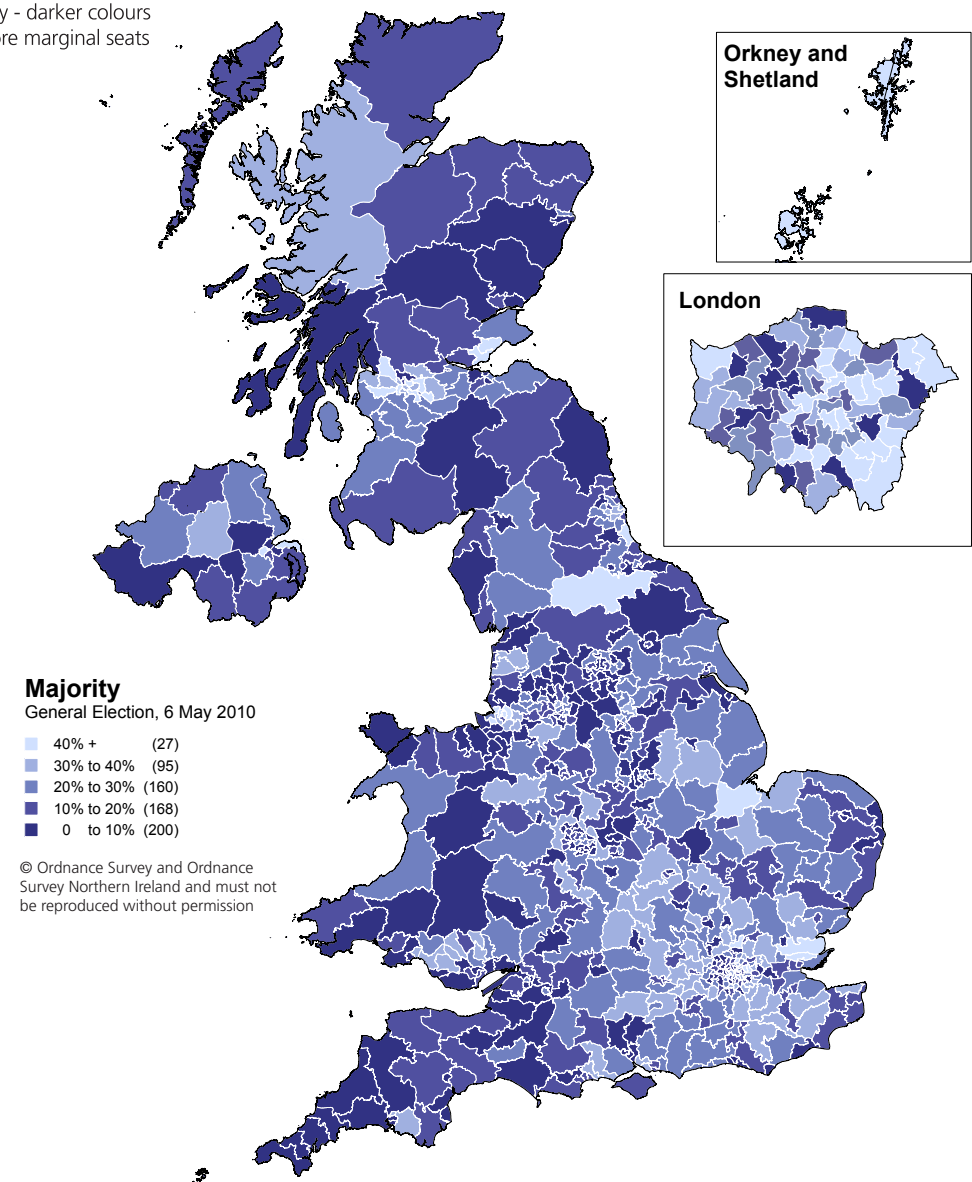 y - darker colours
re marginal seats
Orkney and
Shetland
London
Majority
General Election, 6 May 2010
40% + (27)
30% to 40% (95)
20% to 30% (160)
10% to 20% (168)
0 to 10% (200)
© Ordnance Survey and Ordnance
Survey Northern Ireland and must not
be reproduced without permission